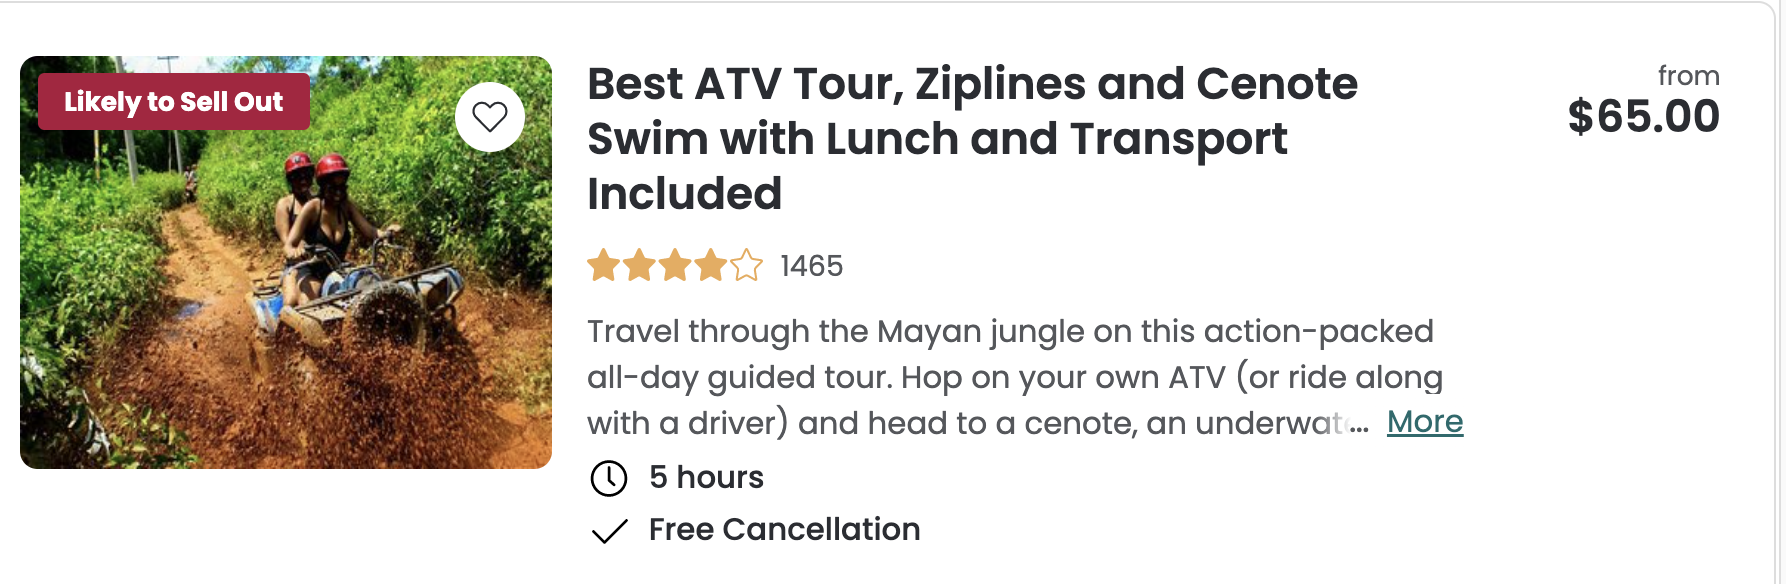 Likely to Sell Out
Best ATV Tour, Ziplines and Cenote
Swim with Lunch and Transport
Included
from
$65.00
1465
Travel through the Mayan jungle on this action-packed
all-day guided tour. Hop on your own ATV (or ride along
with a driver) and head to a cenote, an underwat... More
5 hours
Free Cancellation